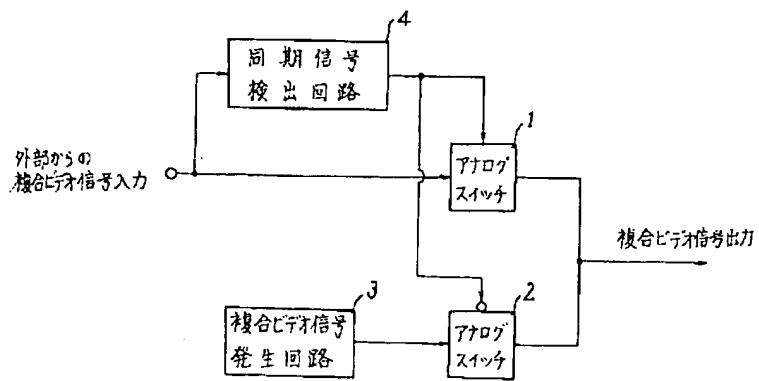 4
同期信号
検出回路
1
アナログ
スイッチ
外部からの
複合ビデオ信号入力
複合ビデオ信号出力
3
複合ビデオ信号
発生回路
2
アナログ
スイッチ